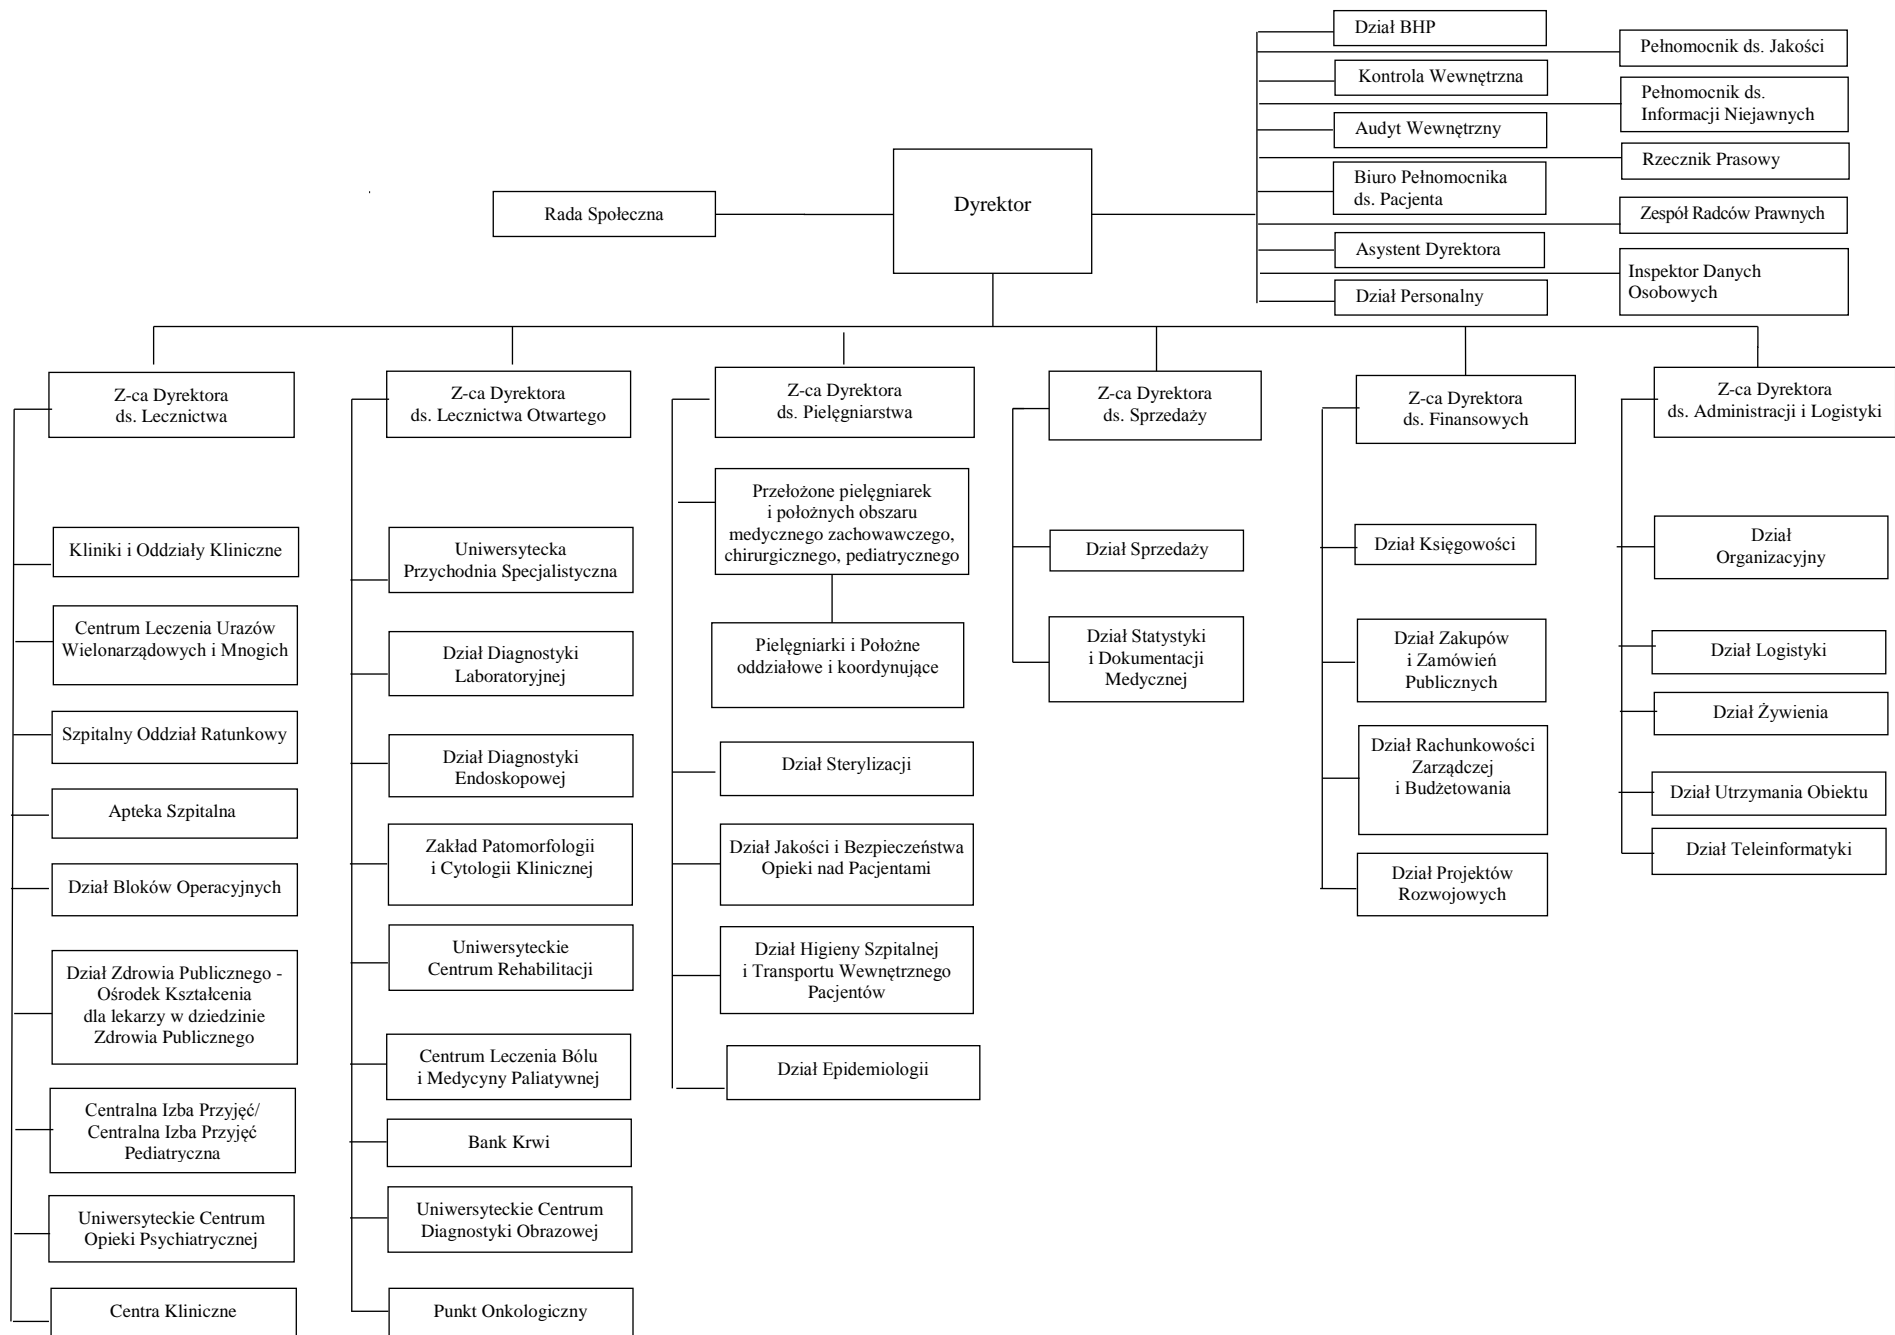 Dział BHP
Pełnomocnik ds. Jakości
Kontrola Wewnętrzna
Pełnomocnik ds.
Informacji Niejawnych
Audyt Wewnętrzny
Rzecznik Prasowy
Biuro Pełnomocnika
ds. Pacjenta
Zespół Radców Prawnych
Asystent Dyrektora
Inspektor Danych
Osobowych
Dział Personalny
Dyrektor
Rada Społeczna
Z-ca Dyrektora
ds. Lecznictwa
Kliniki i Oddziały Kliniczne
Centrum Leczenia Urazów
Wielonarządowych i Mnogich
Szpitalny Oddział Ratunkowy
Apteka Szpitalna
Dział Bloków Operacyjnych
Dział Zdrowia Publicznego -
Ośrodek Kształcenia
dla lekarzy w dziedzinie
Zdrowia Publicznego
Centralna Izba Przyjęć/
Centralna Izba Przyjęć
Pediatryczna
Uniwersyteckie Centrum
Opieki Psychiatrycznej
Centra Kliniczne
Z-ca Dyrektora
ds. Lecznictwa Otwartego
Uniwersytecka
Przychodnia Specjalistyczna
Dział Diagnostyki
Laboratoryjnej
Dział Diagnostyki
Endoskopowej
Zakład Patomorfologii
i Cytologii Klinicznej
Uniwersyteckie
Centrum Rehabilitacji
Centrum Leczenia Bólu
i Medycyny Paliatywnej
Bank Krwi
Uniwersyteckie Centrum
Diagnostyki Obrazowej
Punkt Onkologiczny
Z-ca Dyrektora
ds. Pielęgniarstwa
Przełożone pielęgniarek
i położnych obszaru
medycznego zachowawczego,
chirurgicznego, pediatrycznego
Pielęgniarki i Położne
oddziałowe i koordynujące
Dział Sterylizacji
Dział Jakości i Bezpieczeństwa
Opieki nad Pacjentami
Dział Higieny Szpitalnej
i Transportu Wewnętrznego
Pacjentów
Dział Epidemiologii
Z-ca Dyrektora
ds. Sprzedaży
Dział Sprzedaży
Dział Statystyki
i Dokumentacji
Medycznej
Z-ca Dyrektora
ds. Finansowych
Dział Księgowości
Dział Zakupów
i Zamówień
Publicznych
Dział Rachunkowości
Zarządczej
i Budżetowania
Dział Projektów
Rozwojowych
Z-ca Dyrektora
ds. Administracji i Logistyki
Dział
Organizacyjny
Dział Logistyki
Dział Żywienia
Dział Utrzymania Obiektu
Dział Teleinformatyki